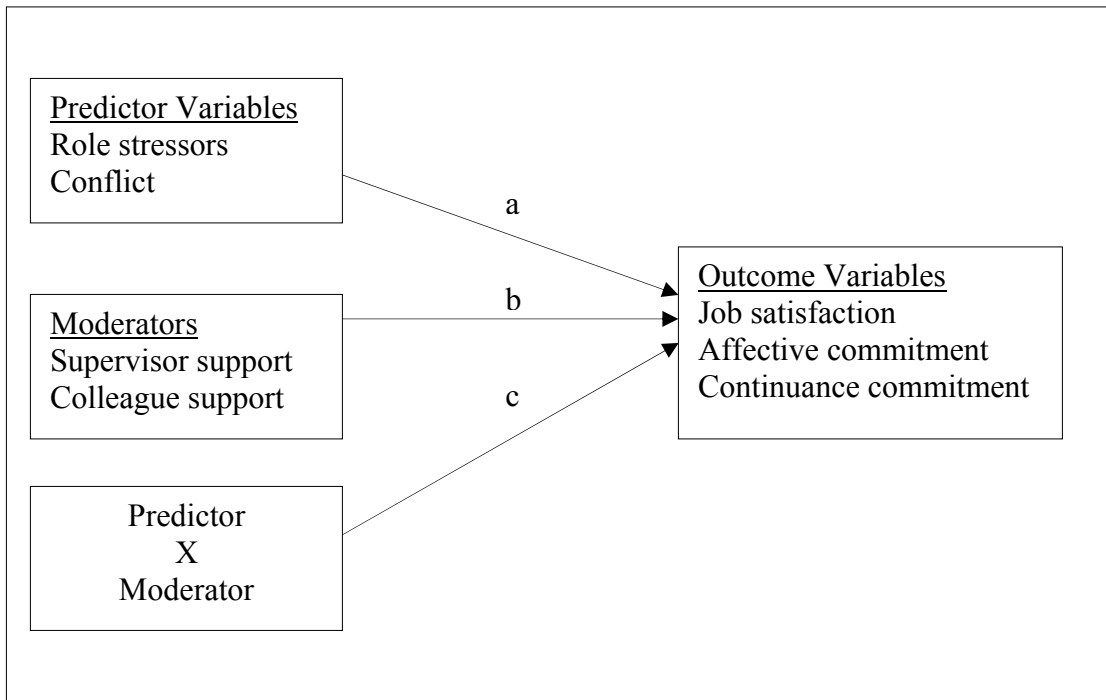 Predictor Variables
Role stressors
Conflict
a
Moderators
Supervisor support
Colleague support
b
Predictor
X
Moderator
c
Outcome Variables
Job satisfaction
Affective commitment
Continuance commitment